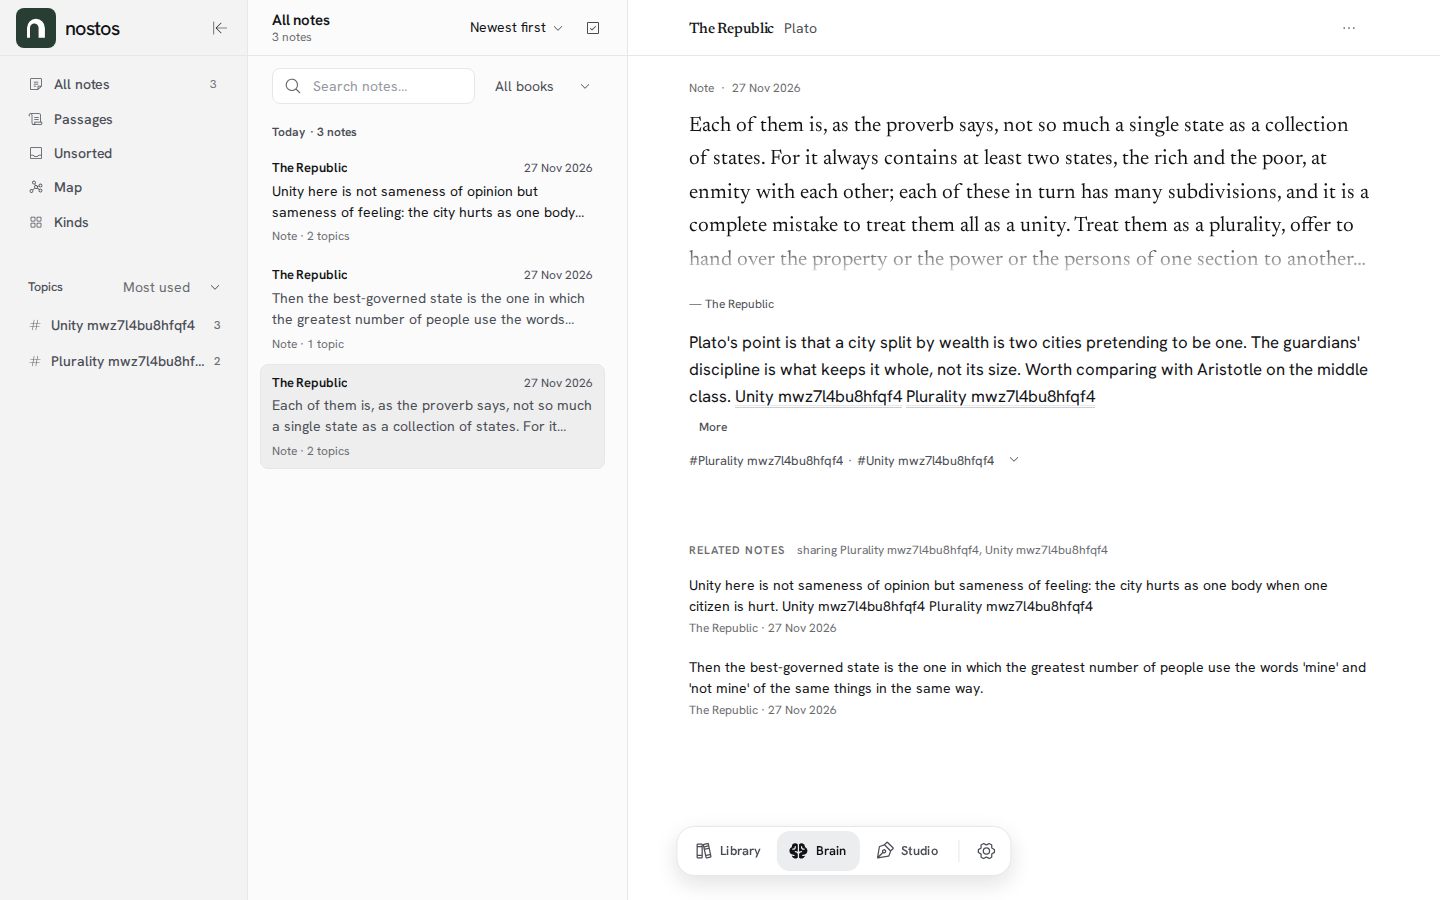 nostos
All notes 3
Passages
Unsorted
Map
Kinds
Topics Most used
# Unity mwz7l4bu8hfqf4 3
# Plurality mwz7l4bu8hf... 2
All notes
3 notes
Newest first
Search notes...
All books
Today · 3 notes
The Republic 27 Nov 2026
Unity here is not sameness of opinion but
sameness of feeling: the city hurts as one body...
Note · 2 topics
The Republic 27 Nov 2026
Then the best-governed state is the one in which
the greatest number of people use the words...
Note · 1 topic
The Republic 27 Nov 2026
Each of them is, as the proverb says, not so much
a single state as a collection of states. For it...
Note · 2 topics
The Republic Plato
Note · 27 Nov 2026
Each of them is, as the proverb says, not so much a single state as a collection
of states. For it always contains at least two states, the rich and the poor, at
enmity with each other; each of these in turn has many subdivisions, and it is a
complete mistake to treat them all as a unity. Treat them as a plurality, offer to
hand over the property or the power or the persons of one section to another...
— The Republic
Plato's point is that a city split by wealth is two cities pretending to be one. The guardians'
discipline is what keeps it whole, not its size. Worth comparing with Aristotle on the middle
class. Unity mwz7l4bu8hfqf4 Plurality mwz7l4bu8hfqf4
More
#Plurality mwz7l4bu8hfqf4 · #Unity mwz7l4bu8hfqf4
RELATED NOTES sharing Plurality mwz7l4bu8hfqf4, Unity mwz7l4bu8hfqf4
Unity here is not sameness of opinion but sameness of feeling: the city hurts as one body when one
citizen is hurt. Unity mwz7l4bu8hfqf4 Plurality mwz7l4bu8hfqf4
The Republic · 27 Nov 2026
Then the best-governed state is the one in which the greatest number of people use the words 'mine' and
'not mine' of the same things in the same way.
The Republic · 27 Nov 2026
Library
Brain
Studio